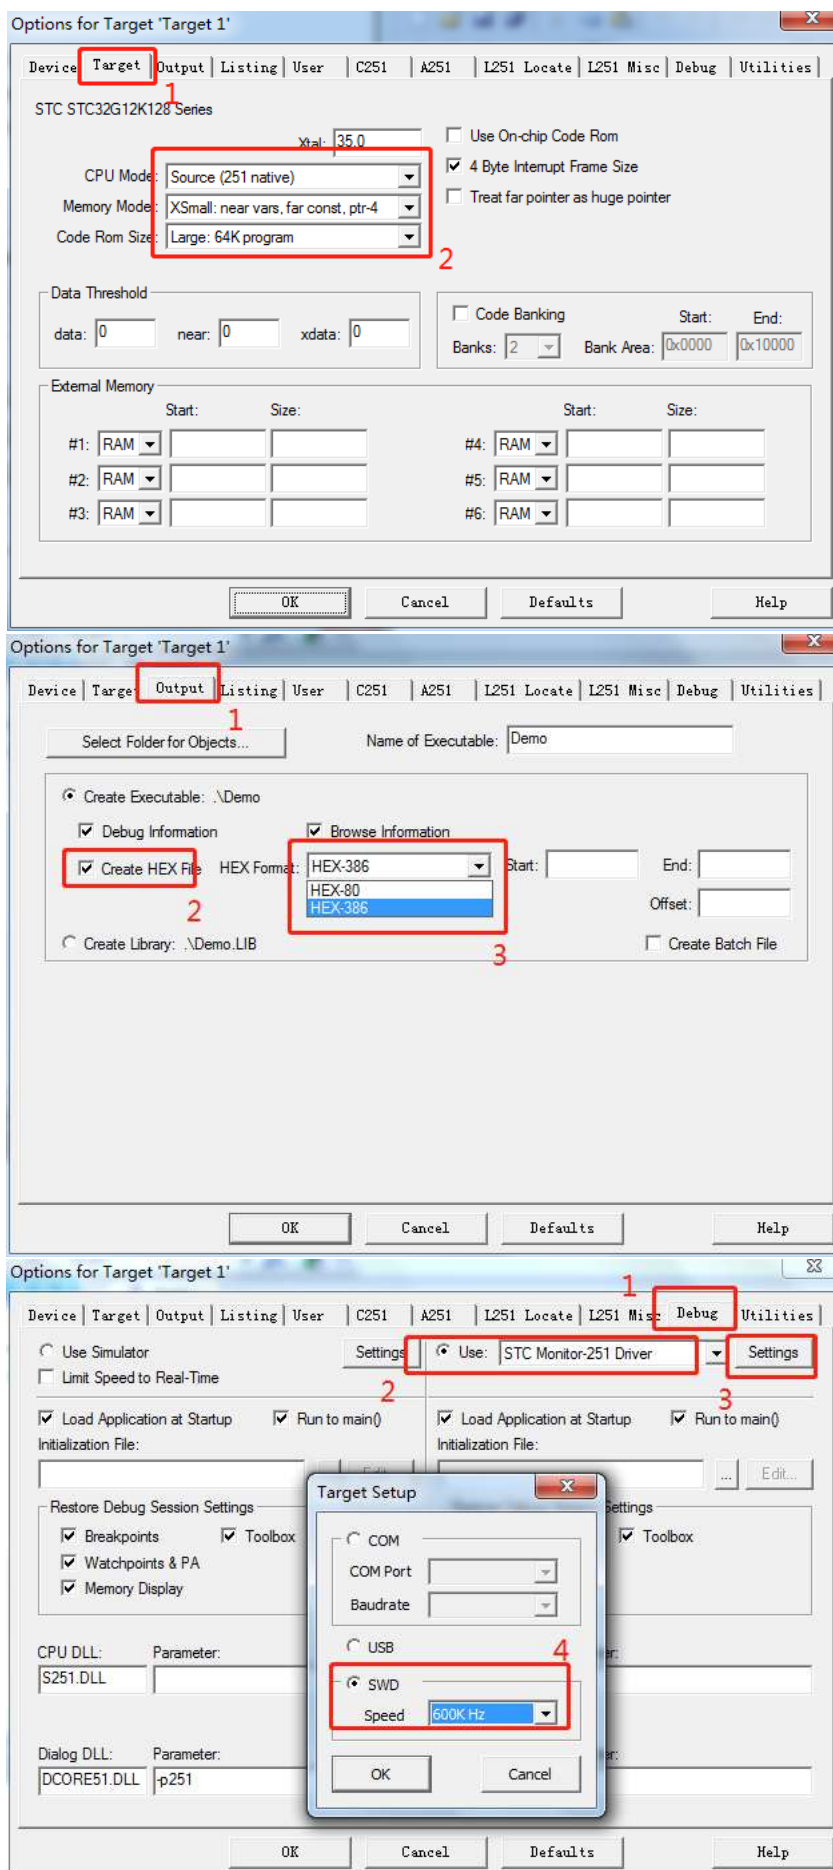 Options for Target 'Target 1'
Device Target Output Listing User C251 A251 L251 Locate L251 Misc Debug Utilities
1
STC STC32G12K128 Series
Xtal: 35.0
Use On-chip Code Rom
CPU Mode: Source (251 native)
4 Byte Interrupt Frame Size
Memory Model: XSmall: near vars, far const, ptr-4
Treat far pointer as huge pointer
Code Rom Size: Large: 64K program
2
Data Threshold
data: 0 near: 0 xdata: 0
Code Banking Start: End:
Banks: 2 Bank Area: 0x0000 0x10000
External Memory
Start: Size: Start: Size:
#1: RAM #4: RAM
#2: RAM #5: RAM
#3: RAM #6: RAM
OK Cancel Defaults Help
Options for Target 'Target 1'
Device Target Output Listing User C251 A251 L251 Locate L251 Misc Debug Utilities
1
Select Folder for Objects... Name of Executable: Demo
Create Executable: .\Demo
Debug Information Browse Information
Create HEX File HEX Format: HEX-386 Start: End:
HEX-80
HEX-386
Offset:
2
Create Library: .\Demo.LIB
3
Create Batch File
OK Cancel Defaults Help
Options for Target 'Target 1'
1
Device Target Output Listing User C251 A251 L251 Locate L251 Misc Debug Utilities
Use Simulator Settings Use: STC Monitor-251 Driver Settings
Limit Speed to Real-Time
2
3
Load Application at Startup Run to main() Load Application at Startup Run to main()
Initialization File: Initialization File:
... Edit...
Target Setup
Restore Debug Session Settings Settings
Breakpoints Toolbox Toolbox
Watchpoints & PA
Memory Display
COM
COM Port
Baudrate
USB
4
SWD
Speed 600K Hz
OK Cancel
CPU DLL: Parameter:
S251.DLL
Dialog DLL: Parameter:
DCORE51.DLL -p251
OK Cancel Defaults Help